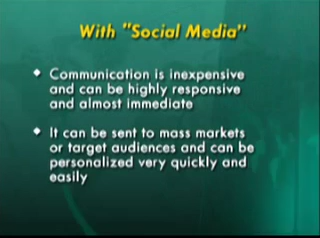 With "Social Media"
◆ Communication is inexpensive
and can be highly responsive
and almost immediate
◆ It can be sent to mass markets
or target audiences and can be
personalized very quickly and
easily